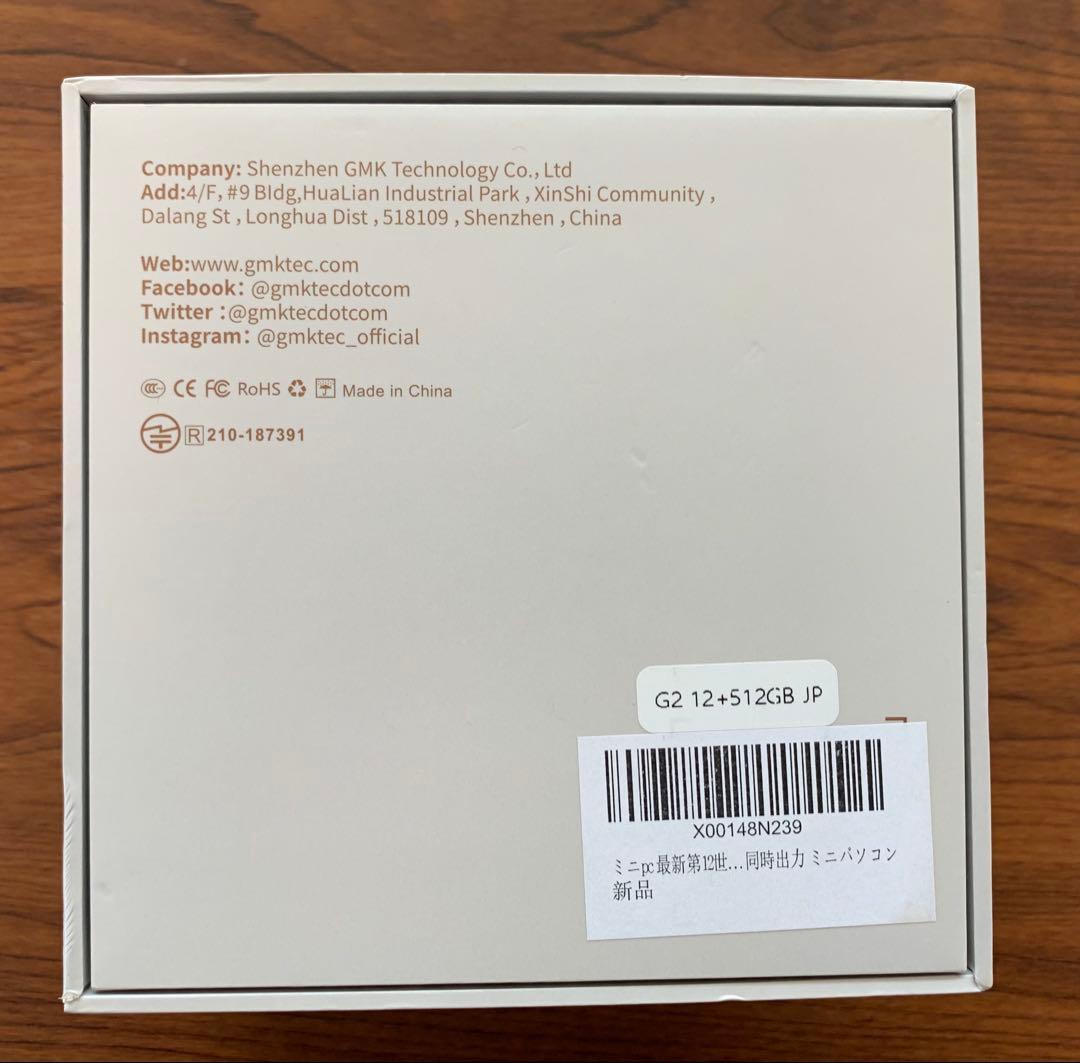 Company: Shenzhen GMK Technology Co., Ltd
Add:4/F, #9 BIdg,HuaLian Industrial Park , XinShi Community ,
Dalang St , Longhua Dist , 518109 , Shenzhen , China
Web:www.gmktec.com
Facebook: @gmktecdotcom
Twitter :@gmktecdotcom
Instagram: @gmktec_official
CCC CE FC RoHS Made in China
R 210-187391
G2 12+512GB JP
X00148N239
ミニpc 最新第12世...同時出力 ミニパソコン
新品